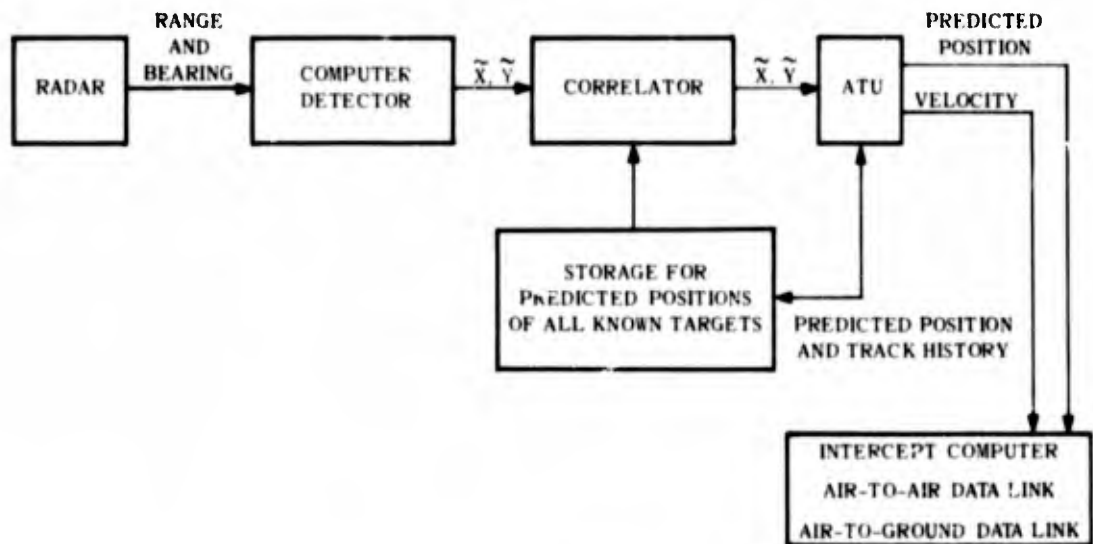 RANGE
AND
BEARING
RADAR
COMPUTER
DETECTOR
X̃, Ỹ
CORRELATOR
X̃, Ỹ
ATU
PREDICTED
POSITION
VELOCITY
STORAGE FOR
PREDICTED POSITIONS
OF ALL KNOWN TARGETS
PREDICTED POSITION
AND TRACK HISTORY
INTERCEPT COMPUTER
AIR-TO-AIR DATA LINK
AIR-TO-GROUND DATA LINK